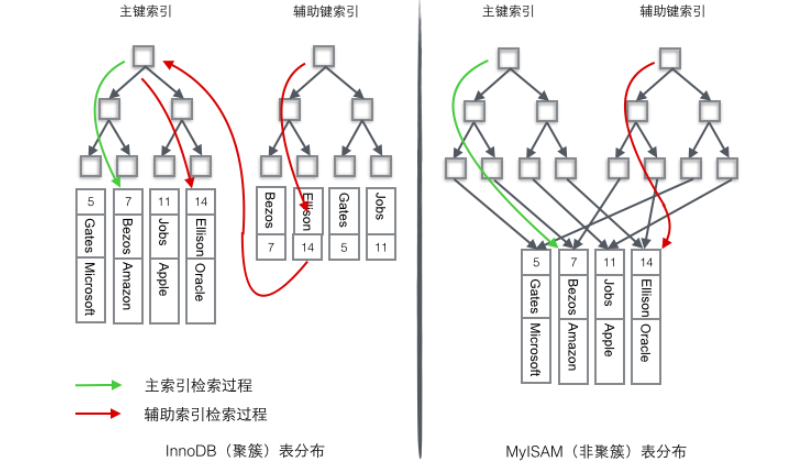 主键索引
辅助键索引
主键索引
辅助键索引
5
7
11
14
Gates
Bezos
Jobs
Ellison
Microsoft
Amazon
Apple
Oracle
Bezos
Ellison
Gates
Jobs
7
14
5
11
5
7
11
14
Gates
Bezos
Jobs
Ellison
Microsoft
Amazon
Apple
Oracle
主索引检索过程
辅助索引检索过程
InnoDB（聚簇）表分布
MyISAM（非聚簇）表分布